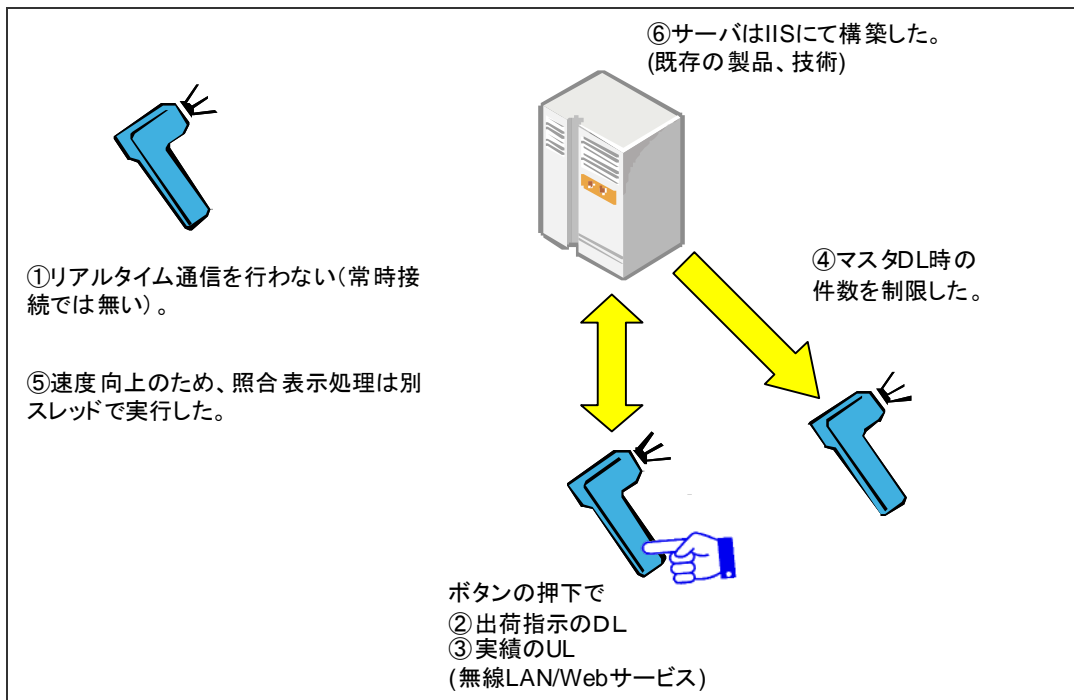 ⑥サーバはIISにて構築した。
(既存の製品、技術)
①リアルタイム通信を行わない(常時接
続では無い)。
④マスタDL時の
件数を制限した。
⑤速度向上のため、照合表示処理は別
スレッドで実行した。
ボタンの押下で
②出荷指示のDL
③実績のUL
(無線LAN/Webサービス)